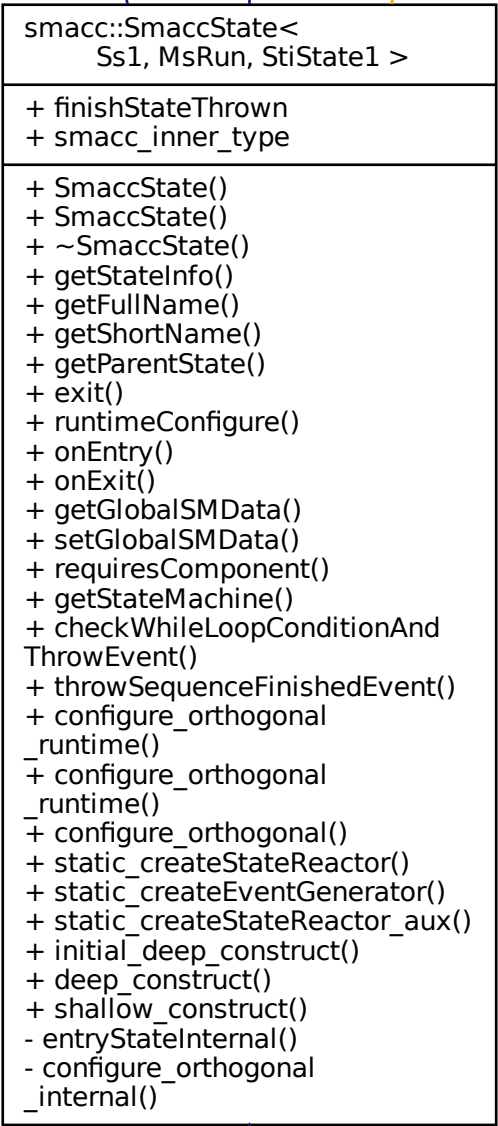 smacc::SmaccState<
Ss1, MsRun, StiState1 >
+ finishStateThrown
+ smacc_inner_type
+ SmaccState()
+ SmaccState()
+ ~SmaccState()
+ getStateInfo()
+ getFullName()
+ getShortName()
+ getParentState()
+ exit()
+ runtimeConfigure()
+ onEntry()
+ onExit()
+ getGlobalSMData()
+ setGlobalSMData()
+ requiresComponent()
+ getStateMachine()
+ checkWhileLoopConditionAnd
ThrowEvent()
+ throwSequenceFinishedEvent()
+ configure_orthogonal
_runtime()
+ configure_orthogonal
_runtime()
+ configure_orthogonal()
+ static_createStateReactor()
+ static_createEventGenerator()
+ static_createStateReactor_aux()
+ initial_deep_construct()
+ deep_construct()
+ shallow_construct()
- entryStateInternal()
- configure_orthogonal
_internal()